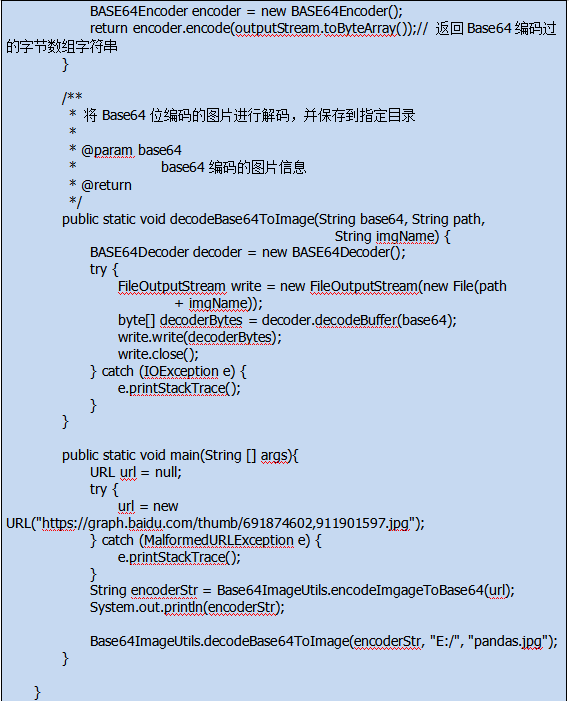 BASE64Encoder encoder = new BASE64Encoder();
return encoder.encode(outputStream.toByteArray());// 返回 Base64 编码过
的字节数组字符串
}
/**
* 将 Base64 位编码的图片进行解码，并保存到指定目录
*
* @param base64
* base64 编码的图片信息
* @return
*/
public static void decodeBase64ToImage(String base64, String path,
String imgName) {
BASE64Decoder decoder = new BASE64Decoder();
try {
FileOutputStream write = new FileOutputStream(new File(path
+ imgName));
byte[] decoderBytes = decoder.decodeBuffer(base64);
write.write(decoderBytes);
write.close();
} catch (IOException e) {
e.printStackTrace();
}
}
public static void main(String [] args){
URL url = null;
try {
url = new
URL("https://graph.baidu.com/thumb/691874602,911901597.jpg");
} catch (MalformedURLException e) {
e.printStackTrace();
}
String encoderStr = Base64ImageUtils.encodeImgageToBase64(url);
System.out.println(encoderStr);
Base64ImageUtils.decodeBase64ToImage(encoderStr, "E:/", "pandas.jpg");
}
}